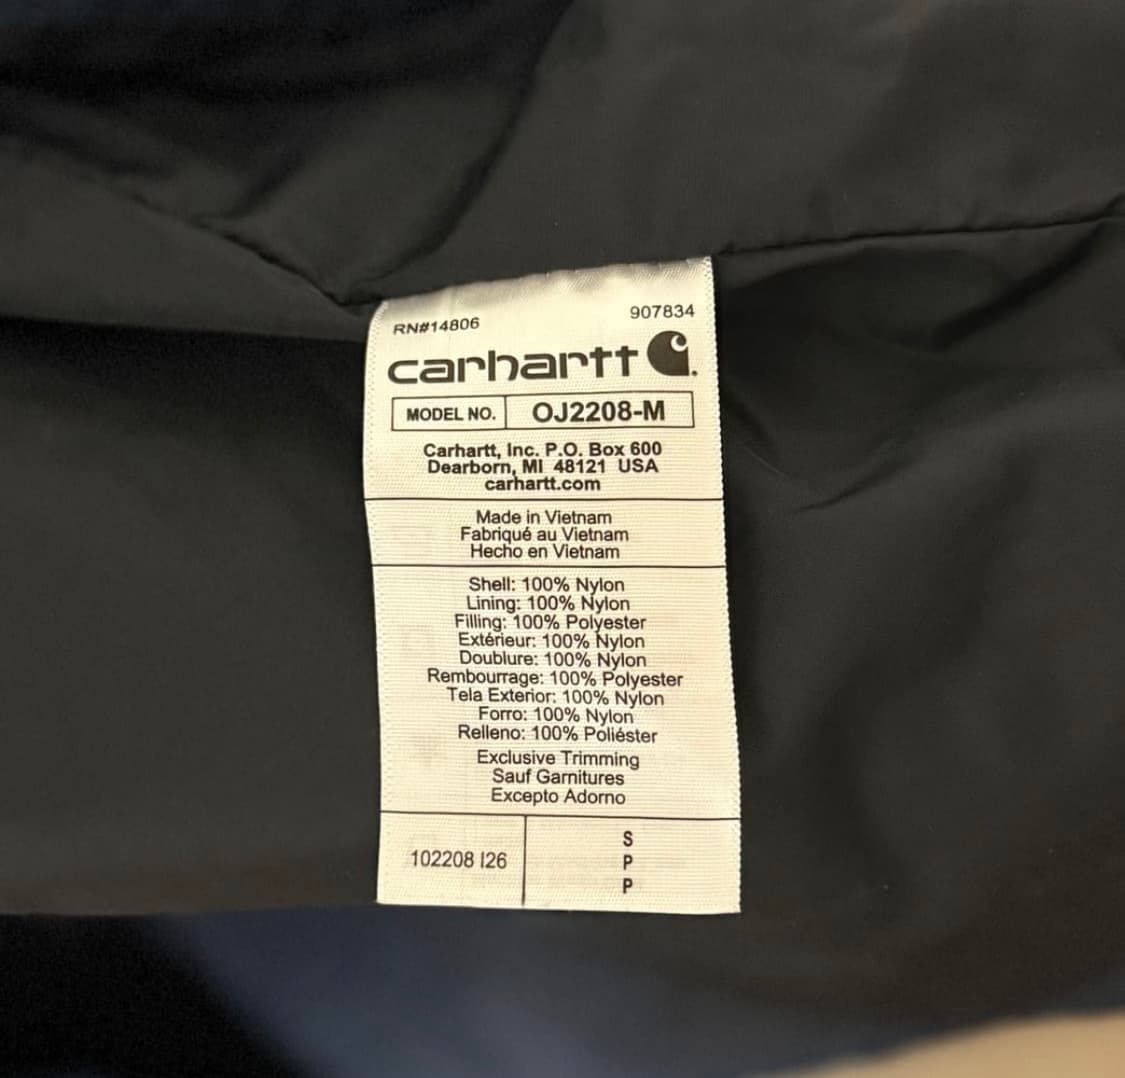 RN#14806 907834
carhartt
MODEL NO. OJ2208-M
Carhartt, Inc. P.O. Box 600
Dearborn, MI 48121 USA
carhartt.com
Made in Vietnam
Fabriqué au Vietnam
Hecho en Vietnam
Shell: 100% Nylon
Lining: 100% Nylon
Filling: 100% Polyester
Extérieur: 100% Nylon
Doublure: 100% Nylon
Rembourrage: 100% Polyester
Tela Exterior: 100% Nylon
Forro: 100% Nylon
Relleno: 100% Poliéster
Exclusive Trimming
Sauf Garnitures
Excepto Adorno
102208 I26
S
P
P